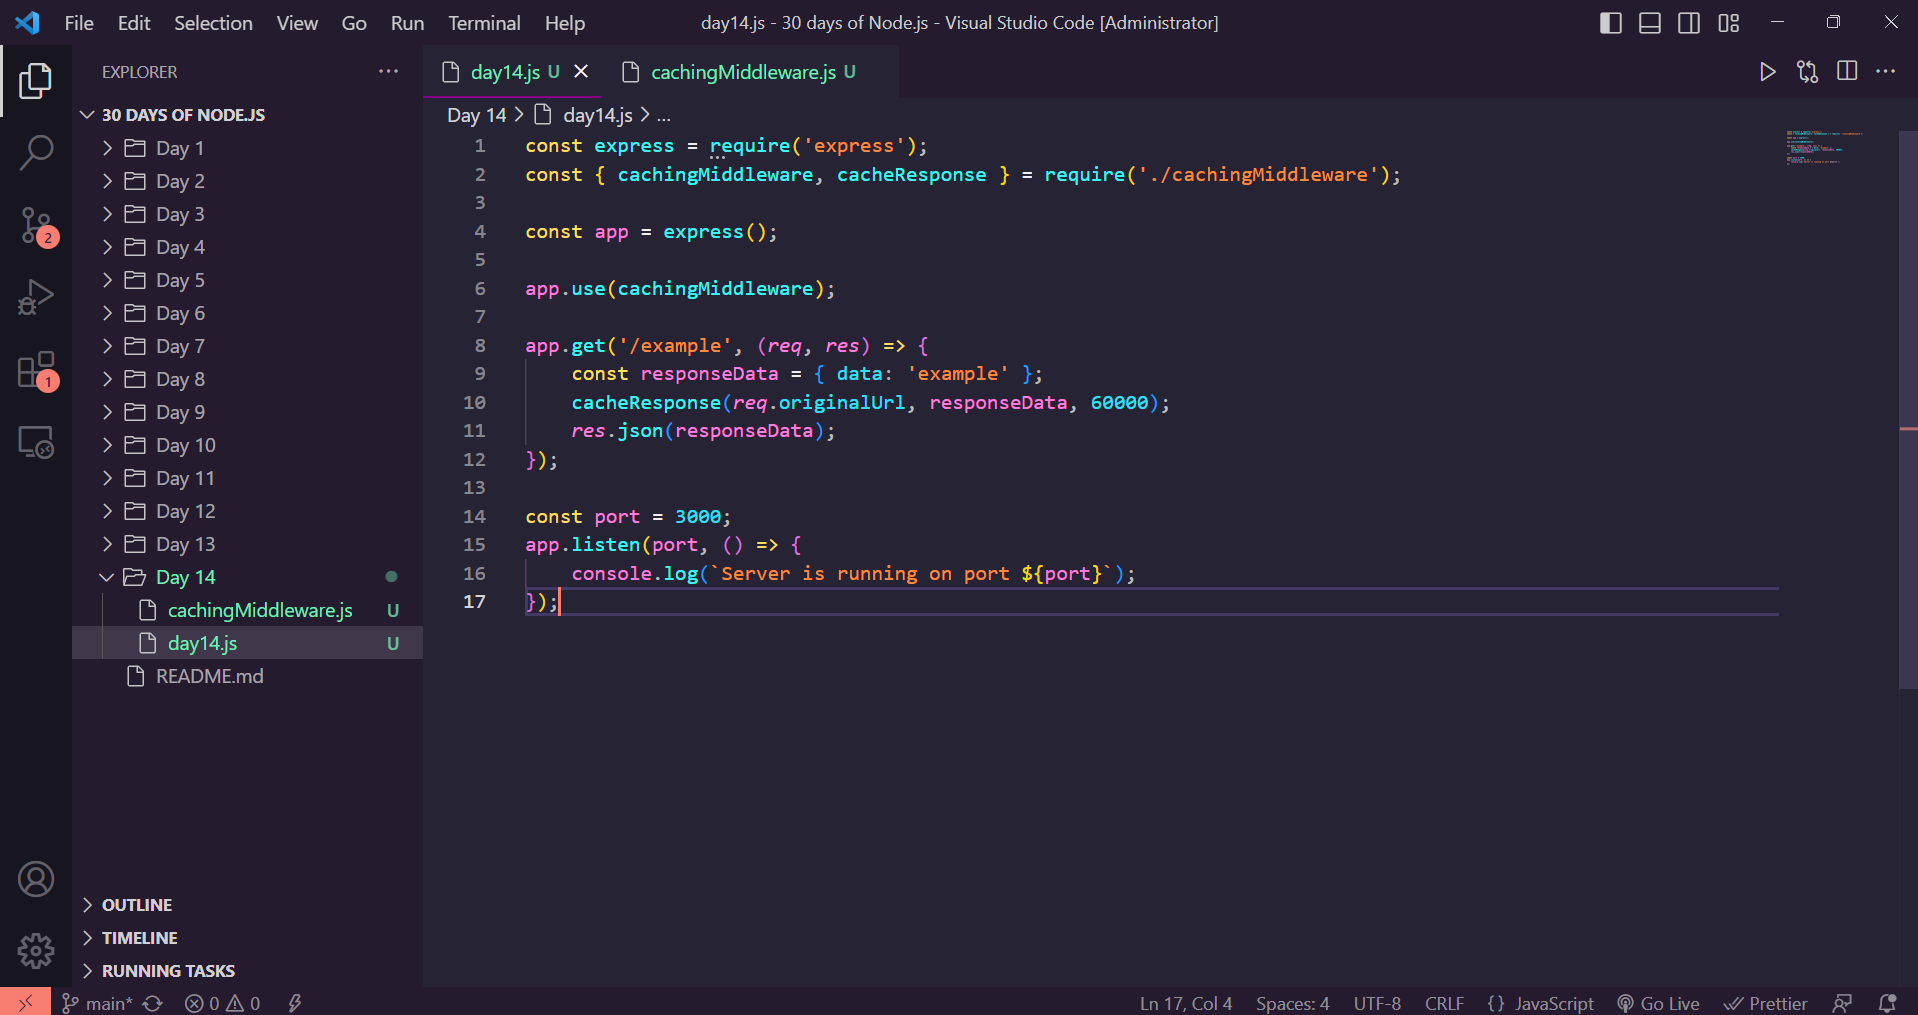 File Edit Selection View Go Run Terminal Help day14.js - 30 days of Node.js - Visual Studio Code [Administrator]
EXPLORER
30 DAYS OF NODE.JS
Day 1
Day 2
Day 3
Day 4
Day 5
Day 6
Day 7
Day 8
Day 9
Day 10
Day 11
Day 12
Day 13
Day 14
cachingMiddleware.js U
day14.js U
README.md
OUTLINE
TIMELINE
RUNNING TASKS
2
1
day14.js U cachingMiddleware.js U
Day 14 > day14.js > ...
1 const express = require('express');
2 const { cachingMiddleware, cacheResponse } = require('./cachingMiddleware');
3
4 const app = express();
5
6 app.use(cachingMiddleware);
7
8 app.get('/example', (req, res) => {
9 const responseData = { data: 'example' };
10 cacheResponse(req.originalUrl, responseData, 60000);
11 res.json(responseData);
12 });
13
14 const port = 3000;
15 app.listen(port, () => {
16 console.log(`Server is running on port ${port}`);
17 });
main* 0 0 Ln 17, Col 4 Spaces: 4 UTF-8 CRLF {} JavaScript Go Live Prettier